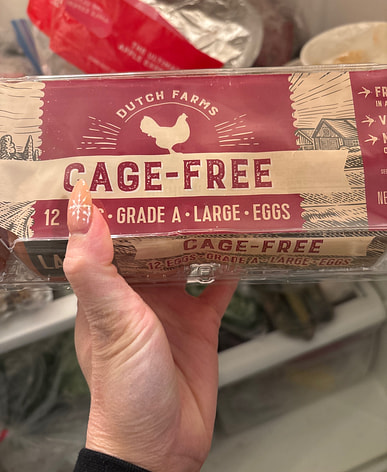 DUTCH FARMS
CAGE-FREE
12 • GRADE A • LARGE • EGGS
CAGE-FREE
12 EGGS • GRADE A • LARGE • EGGS